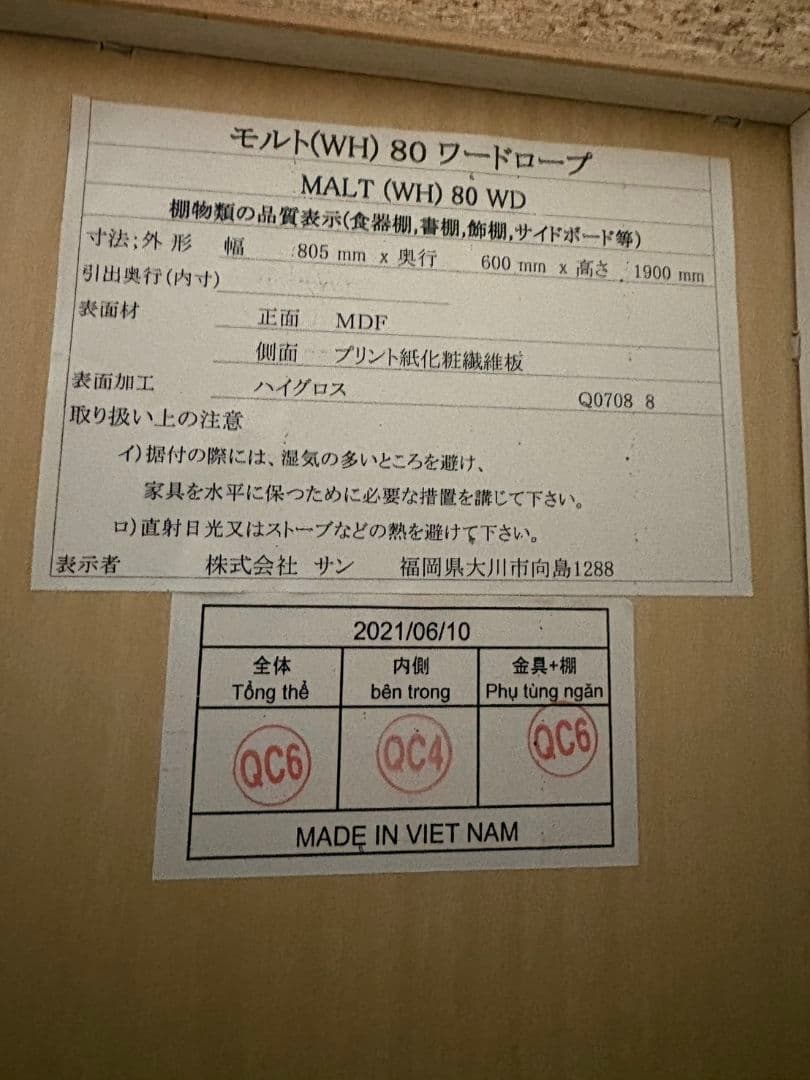 モルト(WH) 80 ワードローブ
MALT (WH) 80 WD
棚物類の品質表示(食器棚,書棚,飾棚,サイドボード等)
寸法;外形 幅 805 mm x 奥行 600 mm x 高さ 1900 mm
引出奥行(内寸)
表面材 正面 MDF
側面 プリント紙化粧繊維板
表面加工 ハイグロス Q0708 8
取り扱い上の注意
イ)据付の際には、湿気の多いところを避け、
家具を水平に保つために必要な措置を講じて下さい。
ロ)直射日光又はストーブなどの熱を避けて下さい。
表示者 株式会社 サン 福岡県大川市向島1288
2021/06/10
全体 内側 金具+棚
Tổng thể bên trong Phụ tùng ngăn
QC6 QC4 QC6
MADE IN VIET NAM